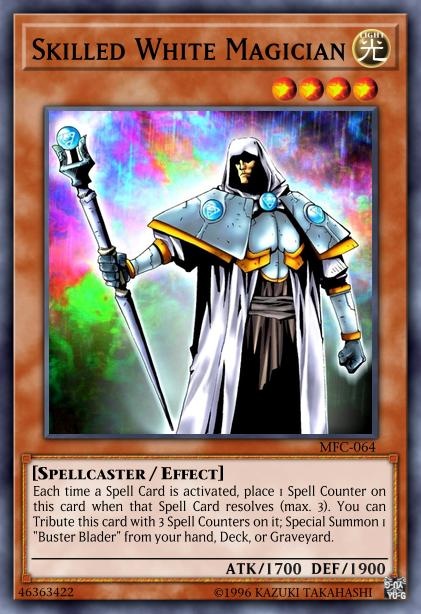 Skilled White Magician
LIGHT
光
MFC-064
[Spellcaster / Effect]
Each time a Spell Card is activated, place 1 Spell Counter on
this card when that Spell Card resolves (max. 3). You can
Tribute this card with 3 Spell Counters on it; Special Summon 1
"Buster Blader" from your hand, Deck, or Graveyard.
ATK/1700 DEF/1900
46363422
©1996 KAZUKI TAKAHASHI